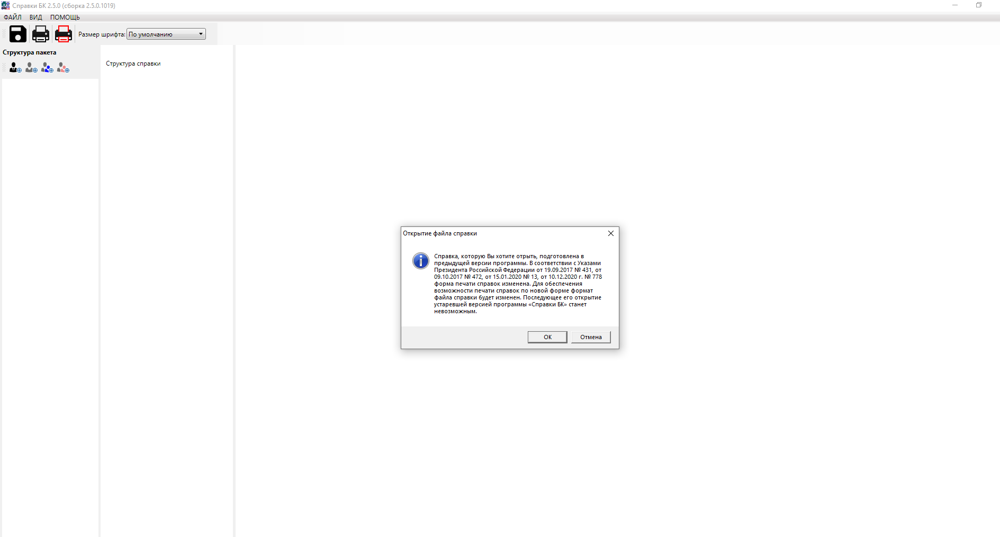 Справки БК 2.5.0 (сборка 2.5.0.1019)
ФАЙЛ ВИД ПОМОЩЬ
Размер шрифта: По умолчанию
Структура пакета
Структура справки
Открытие файла справки
Справка, которую Вы хотите отрыть, подготовлена в
предыдущей версии программы. В соответствии с Указами
Президента Российской Федерации от 19.09.2017 № 431, от
09.10.2017 № 472, от 15.01.2020 № 13, от 10.12.2020 г. № 778
форма печати справок изменена. Для обеспечения
возможности печати справок по новой форме формат
файла справки будет изменен. Последующее его открытие
устаревшей версией программы «Справки БК» станет
невозможным.
ОК Отмена